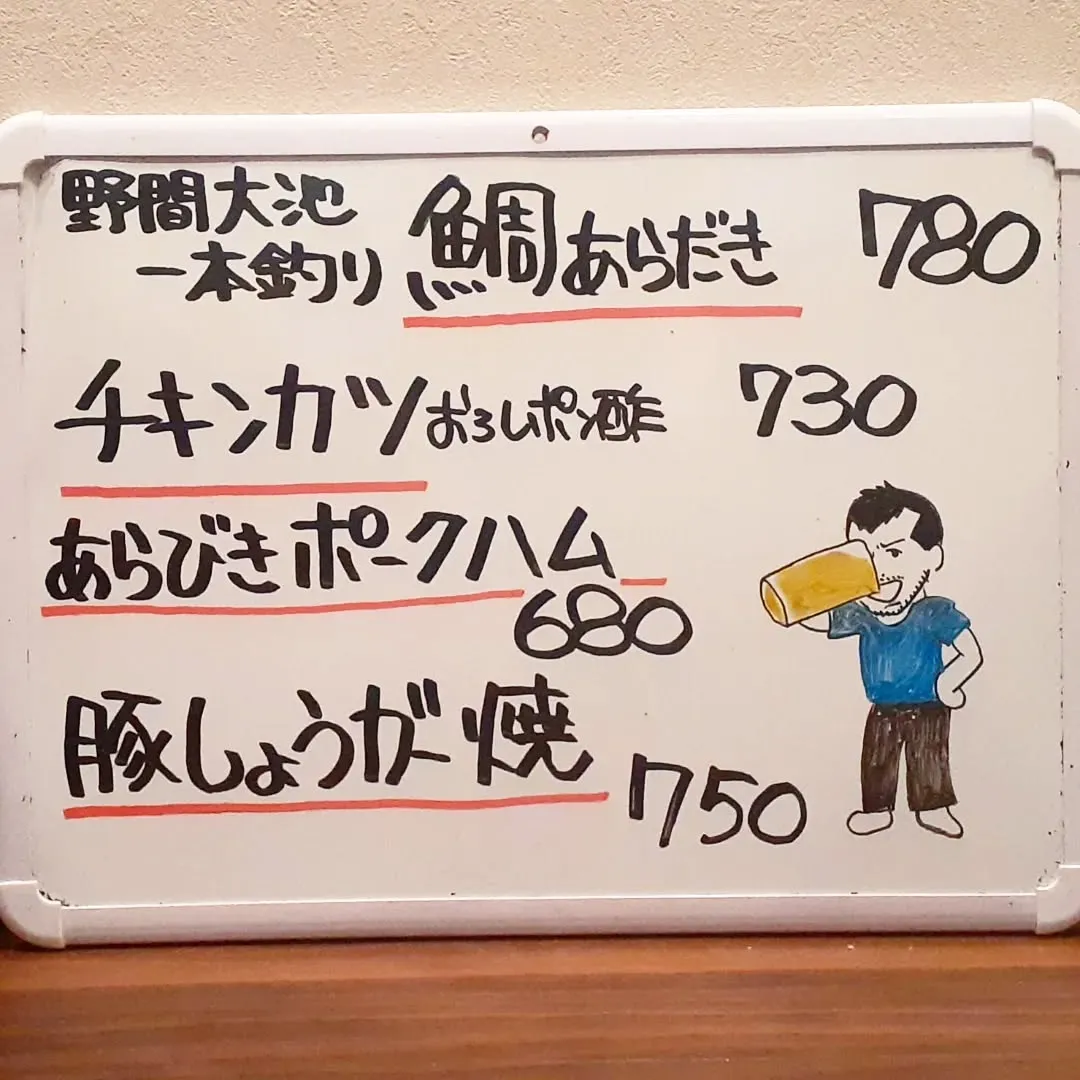 野間大池
一本釣り 鯛あらだき 780
チキンカツおろしポン酢 730
あらびきポークハム
680
豚しょうがー焼
750